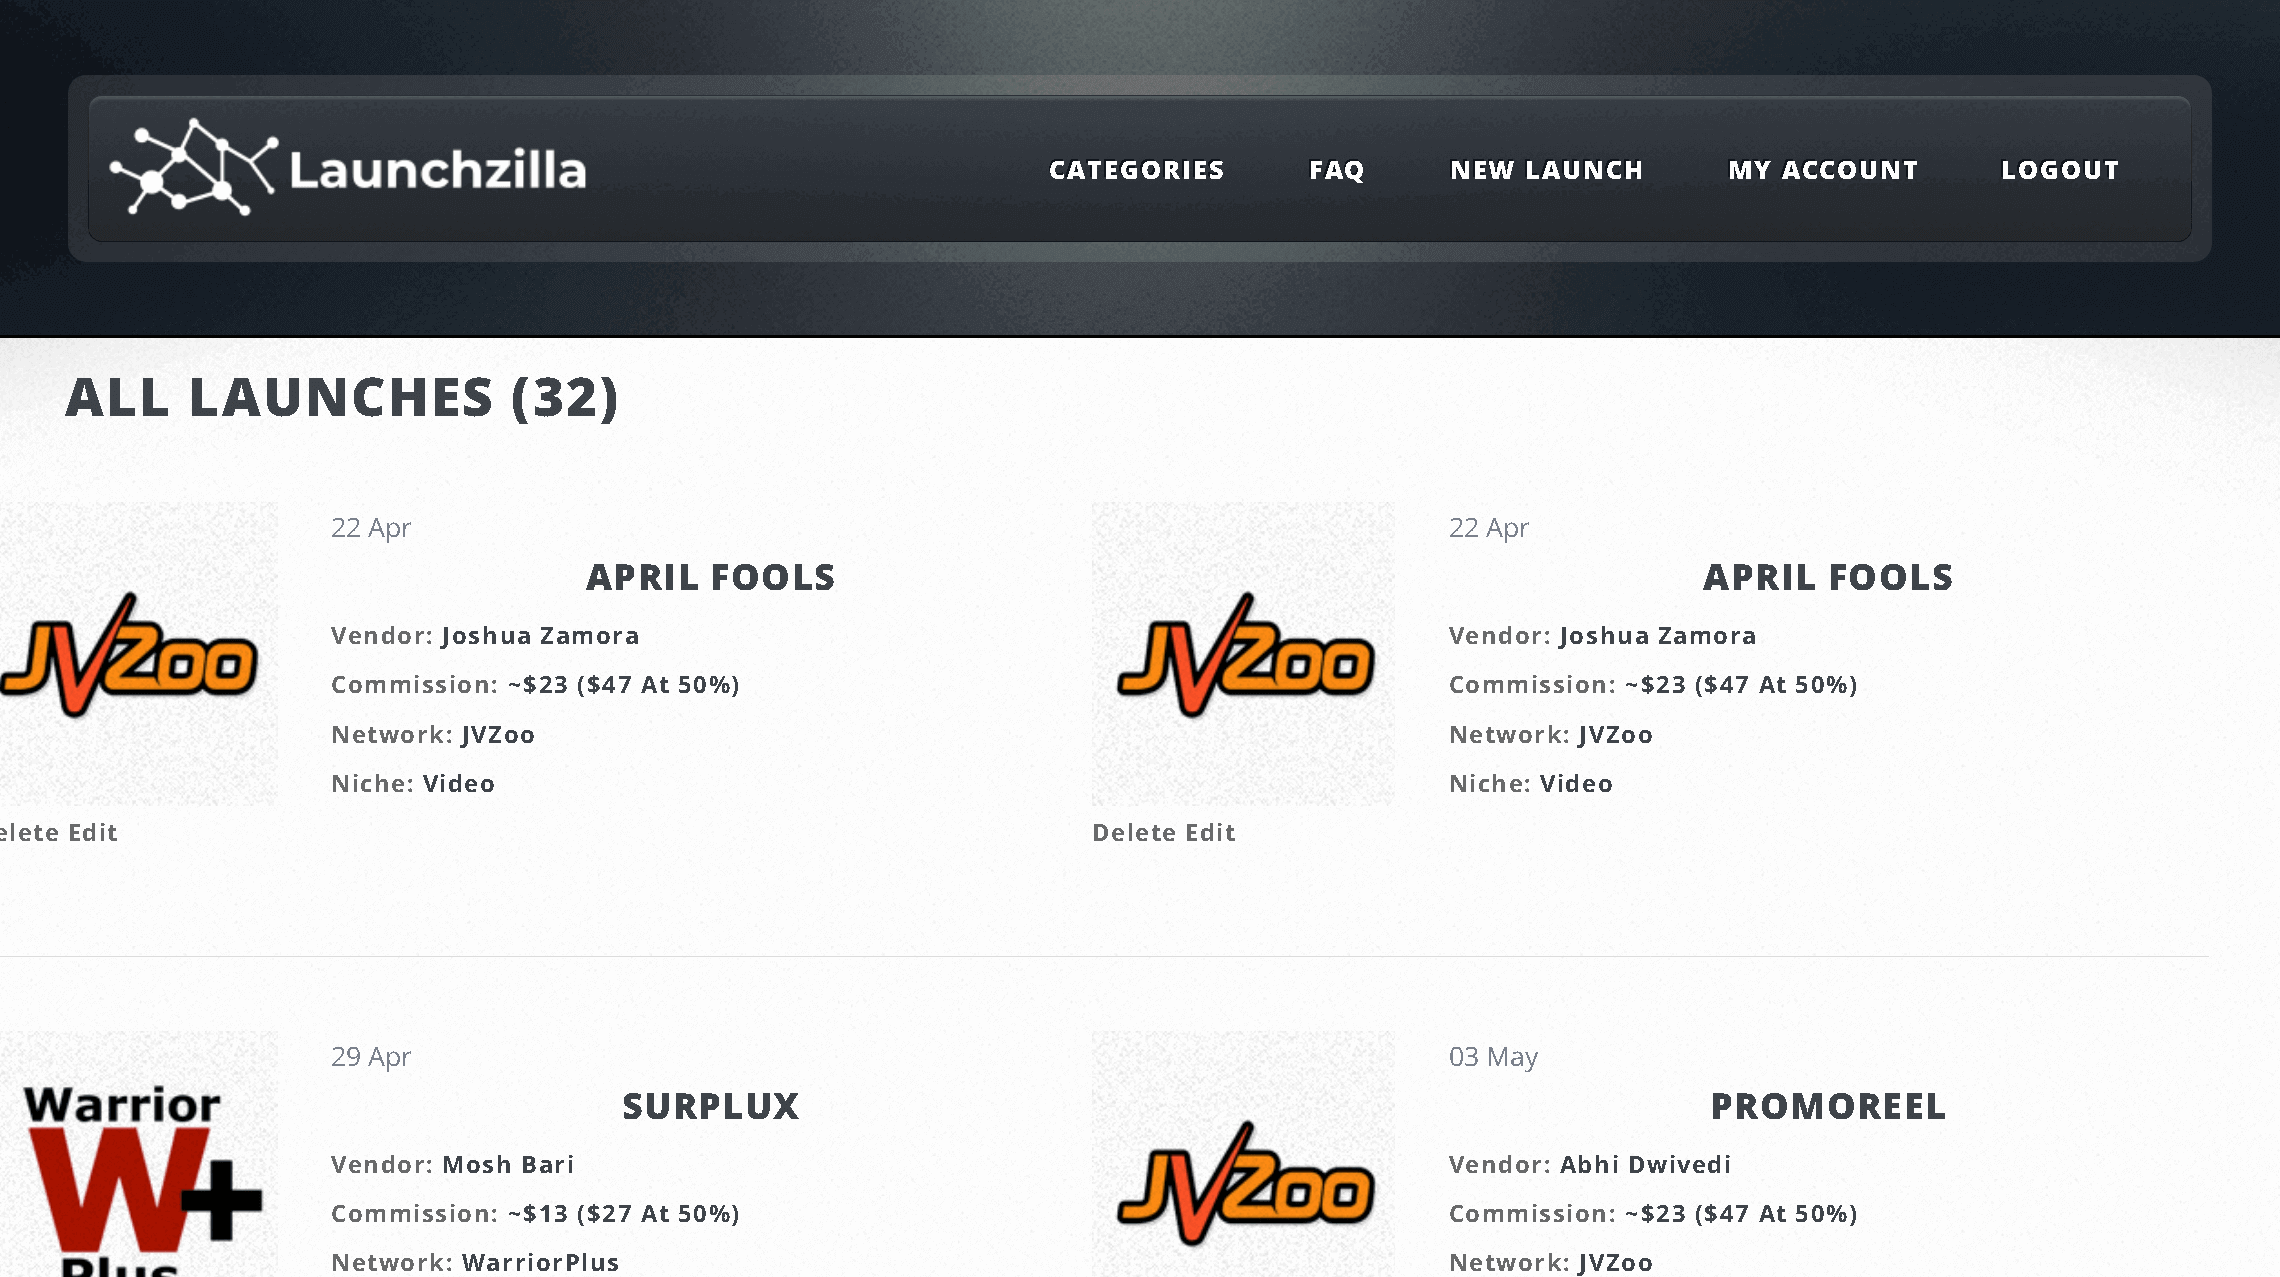 Launchzilla
CATEGORIES FAQ NEW LAUNCH MY ACCOUNT LOGOUT
ALL LAUNCHES (32)
JVZoo
22 Apr
APRIL FOOLS
Vendor: Joshua Zamora
Commission: ~$23 ($47 At 50%)
Network: JVZoo
Niche: Video
elete Edit
JVZoo
22 Apr
APRIL FOOLS
Vendor: Joshua Zamora
Commission: ~$23 ($47 At 50%)
Network: JVZoo
Niche: Video
Delete Edit
Warrior
W+
Plus
29 Apr
SURPLUX
Vendor: Mosh Bari
Commission: ~$13 ($27 At 50%)
Network: WarriorPlus
JVZoo
03 May
PROMOREEL
Vendor: Abhi Dwivedi
Commission: ~$23 ($47 At 50%)
Network: JVZoo